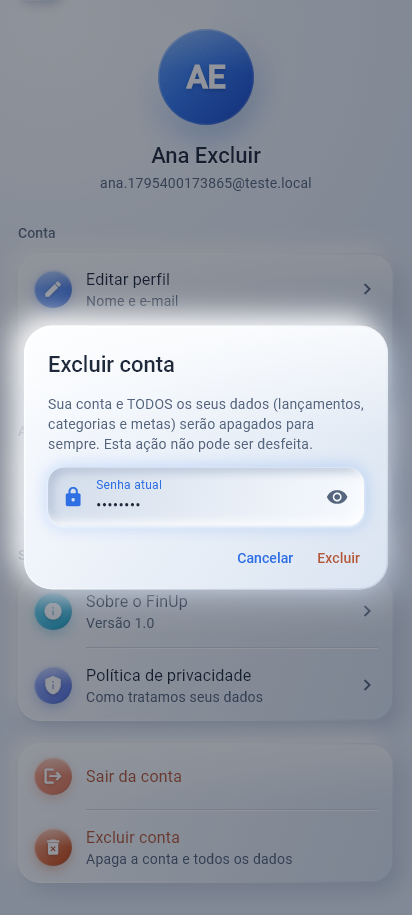 AE
Ana Excluir
ana.1795400173865@teste.local
Conta
Editar perfil
Nome e e-mail
Excluir conta
Sua conta e TODOS os seus dados (lançamentos,
categorias e metas) serão apagados para
sempre. Esta ação não pode ser desfeita.
Senha atual
••••••••
Cancelar
Excluir
Sobre o FinUp
Versão 1.0
Política de privacidade
Como tratamos seus dados
Sair da conta
Excluir conta
Apaga a conta e todos os dados